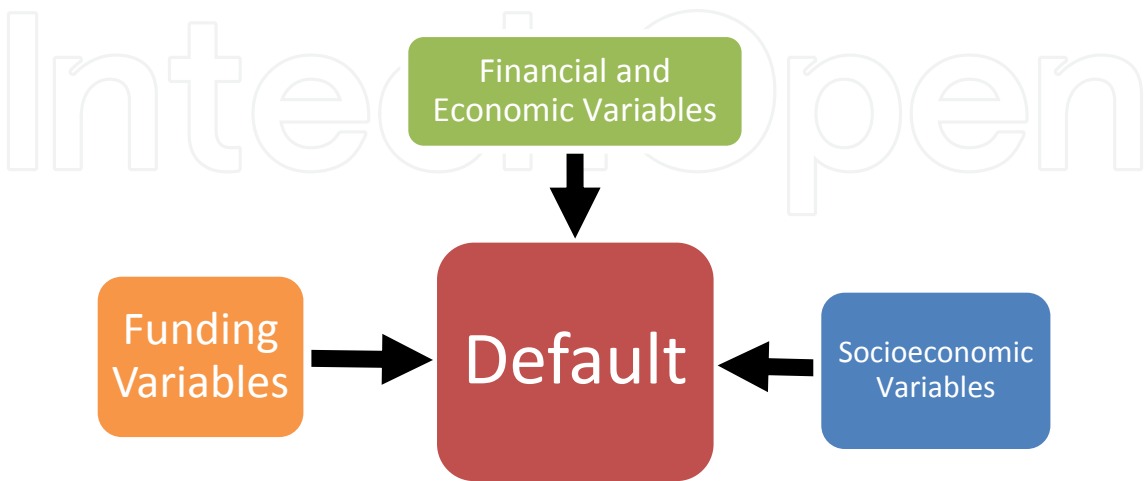 IntechOpen
Financial and
Economic Variables
Funding
Variables
Default
Socioeconomic
Variables